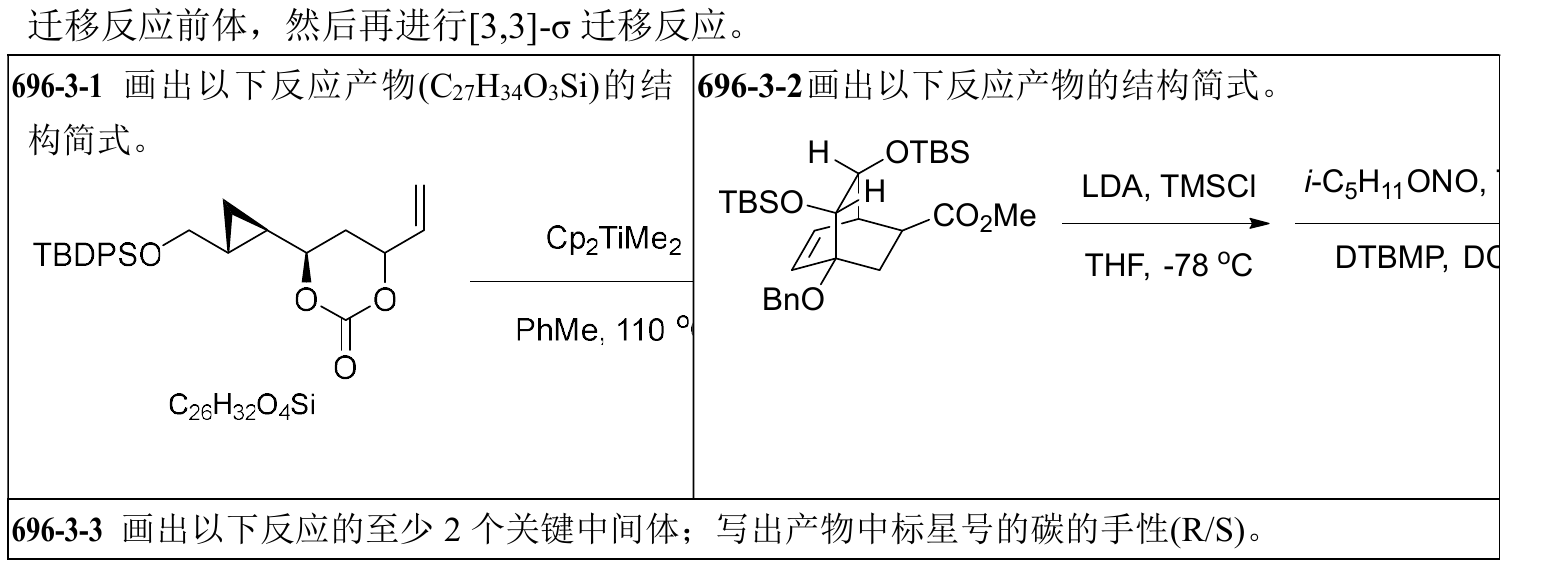 迁移反应前体，然后再进行[3,3]-σ 迁移反应。
696-3-1 画出以下反应产物(C₂₇H₃₄O₃Si)的结
构简式。
TBDPSO
O
O
O
C₂₆H₃₂O₄Si
Cp₂TiMe₂
PhMe, 110 º
696-3-2画出以下反应产物的结构简式。
H
OTBS
TBSO
H
CO₂Me
BnO
LDA, TMSCl
THF, -78 ºC
i-C₅H₁₁ONO,
DTBMP,
696-3-3 画出以下反应的至少 2 个关键中间体；写出产物中标星号的碳的手性(R/S)。